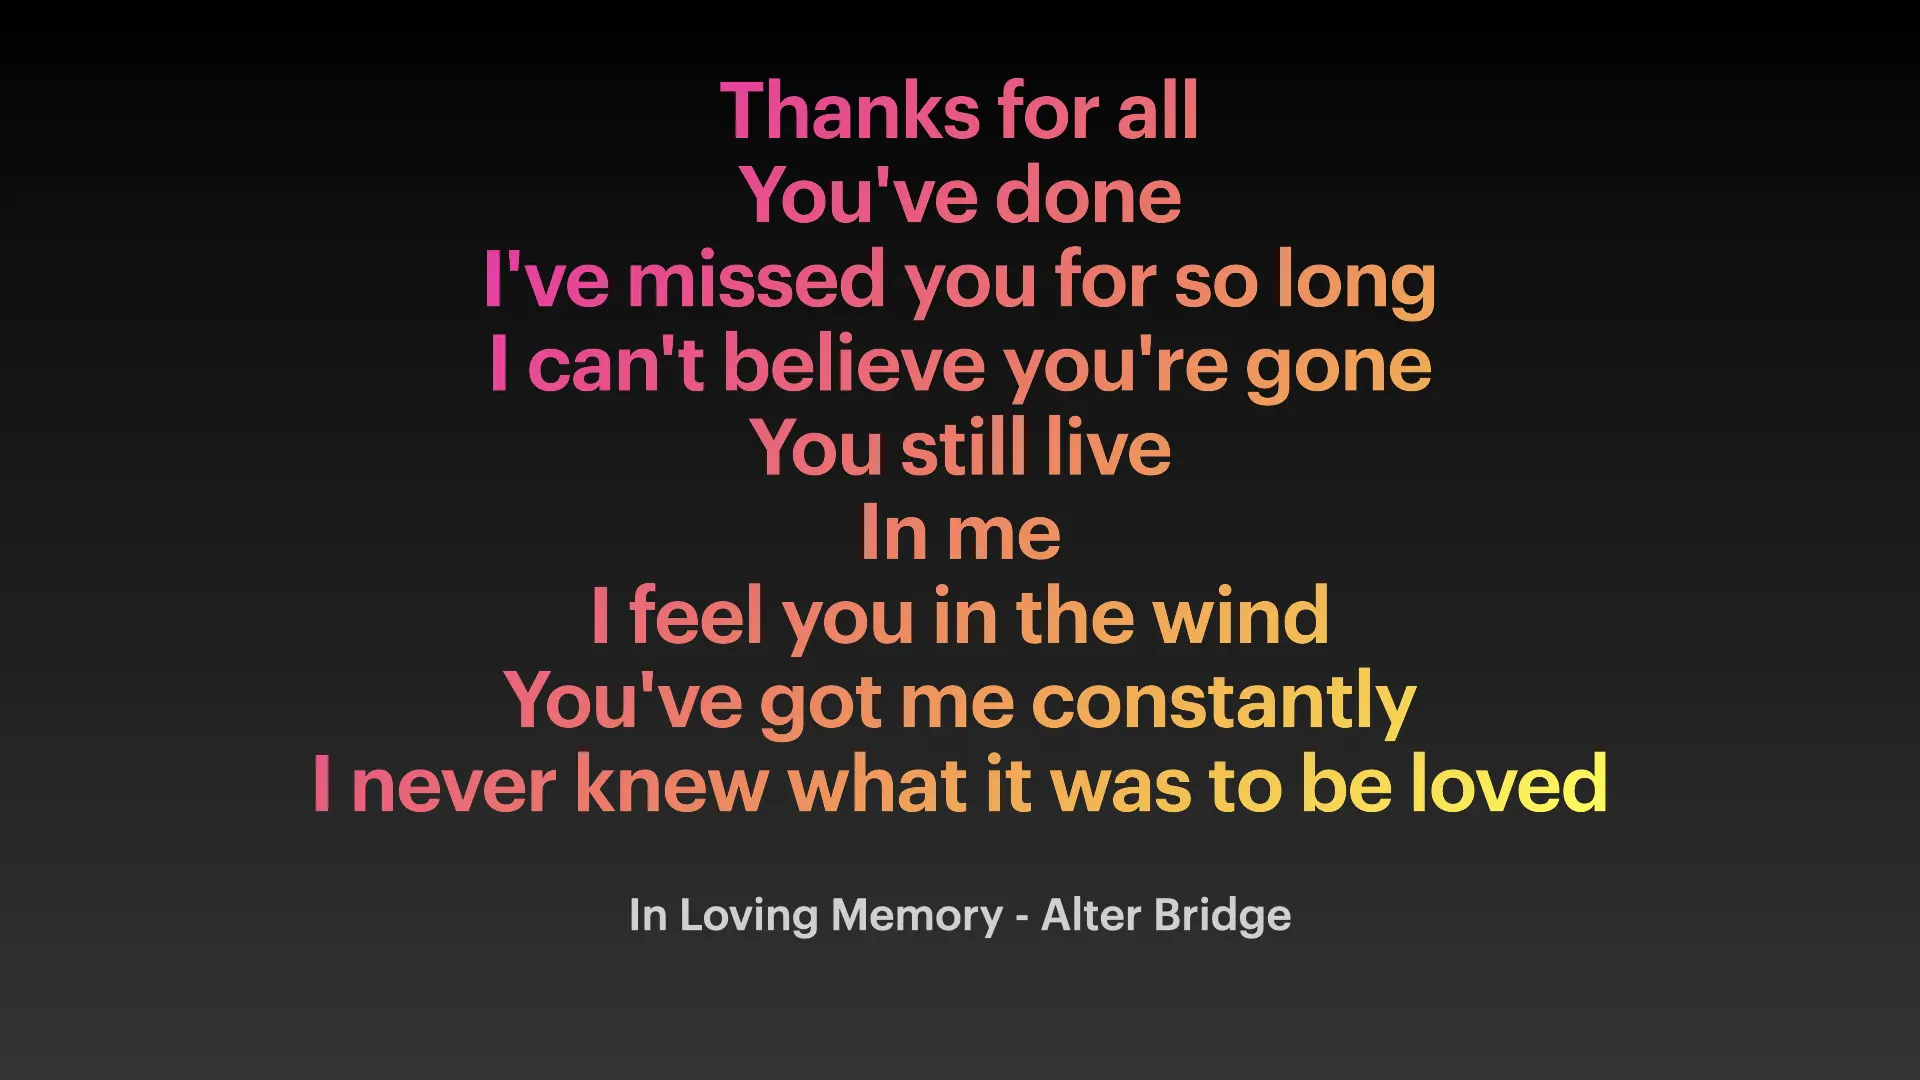 Thanks for all
You've done
I've missed you for so long
I can't believe you're gone
You still live
In me
I feel you in the wind
You've got me constantly
I never knew what it was to be loved
In Loving Memory - Alter Bridge